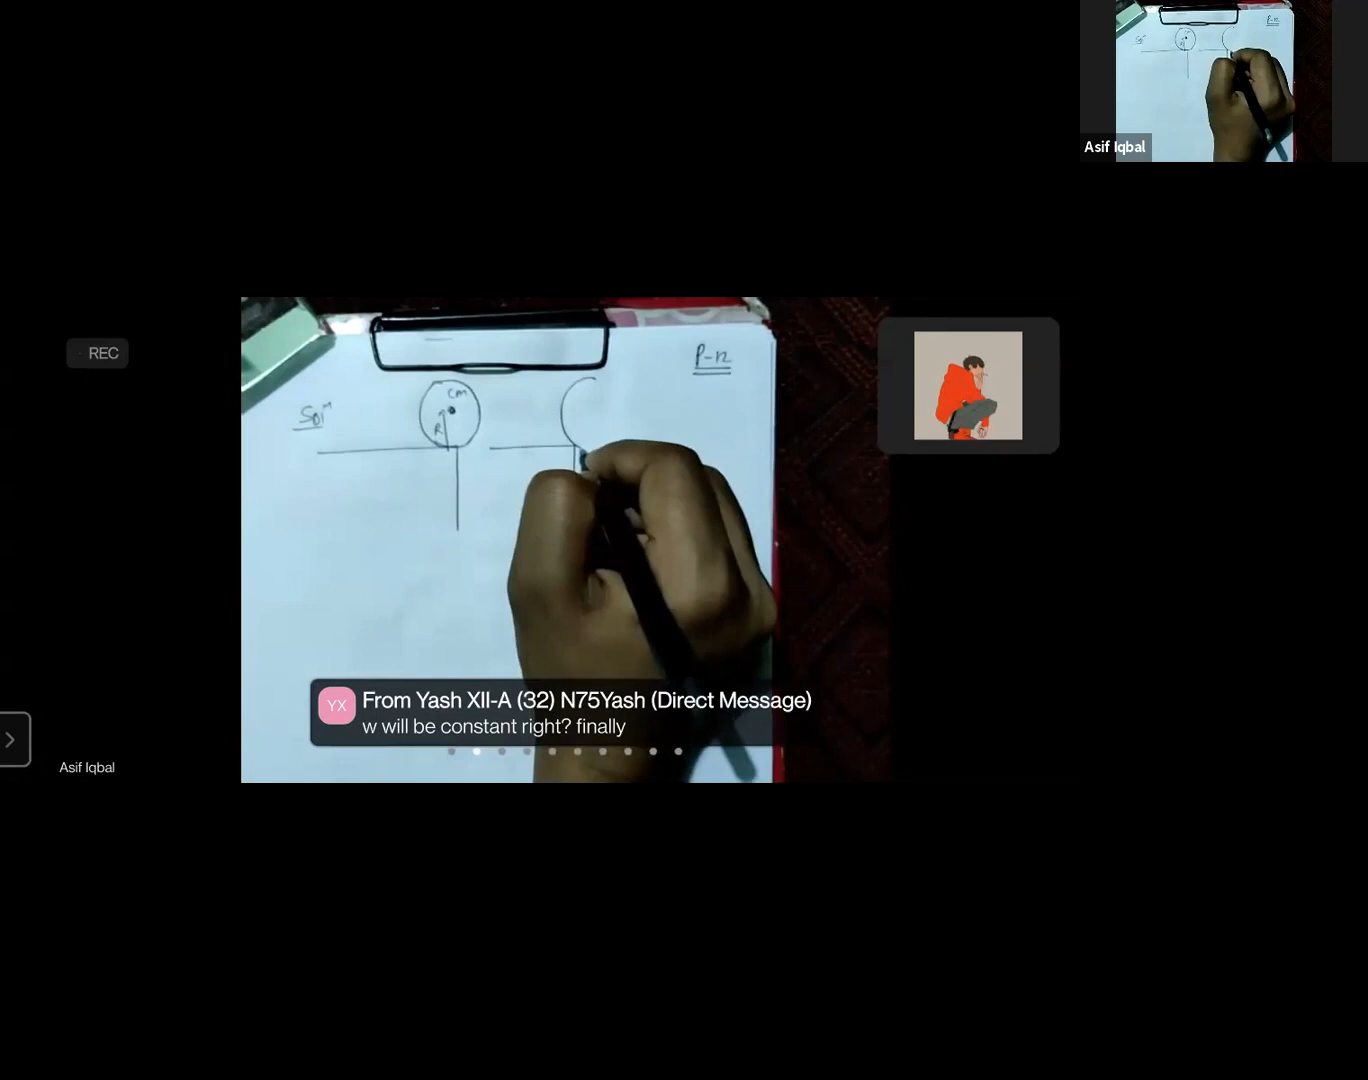 Asif Iqbal
REC
P-12
Solⁿ
CM
R
From Yash XII-A (32) N75Yash (Direct Message)
YX
w will be constant right? finally
Asif Iqbal